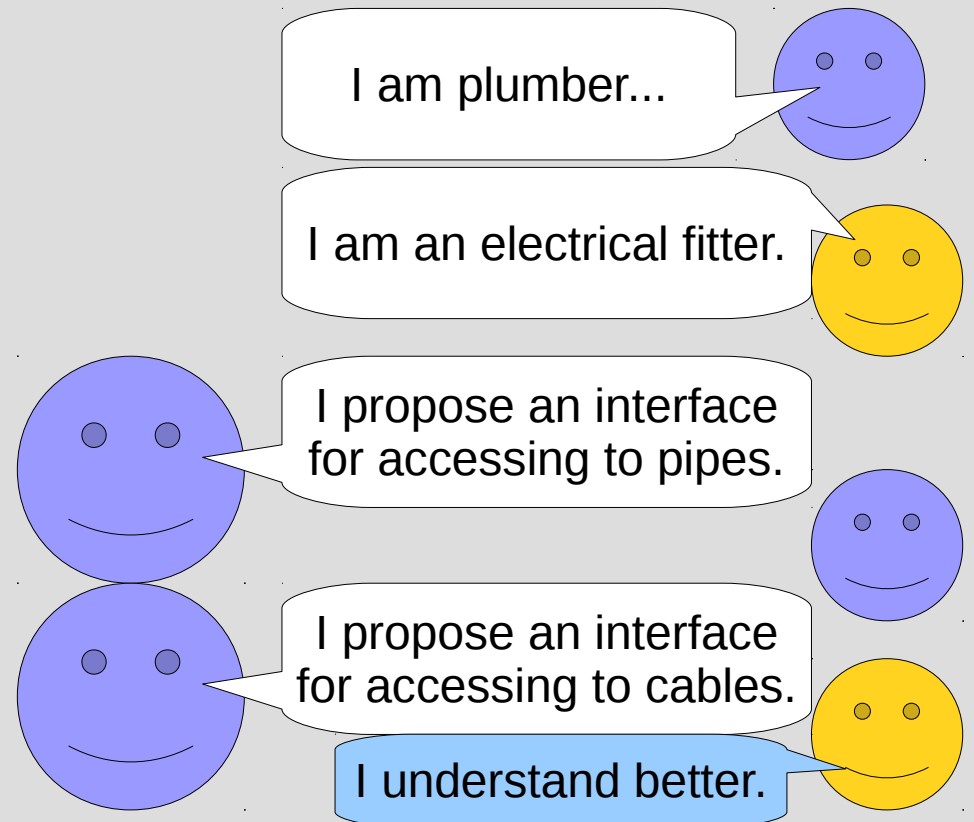 I am plumber...
I am an electrical fitter.
I propose an interface
for accessing to pipes.
I propose an interface
for accessing to cables.
I understand better.